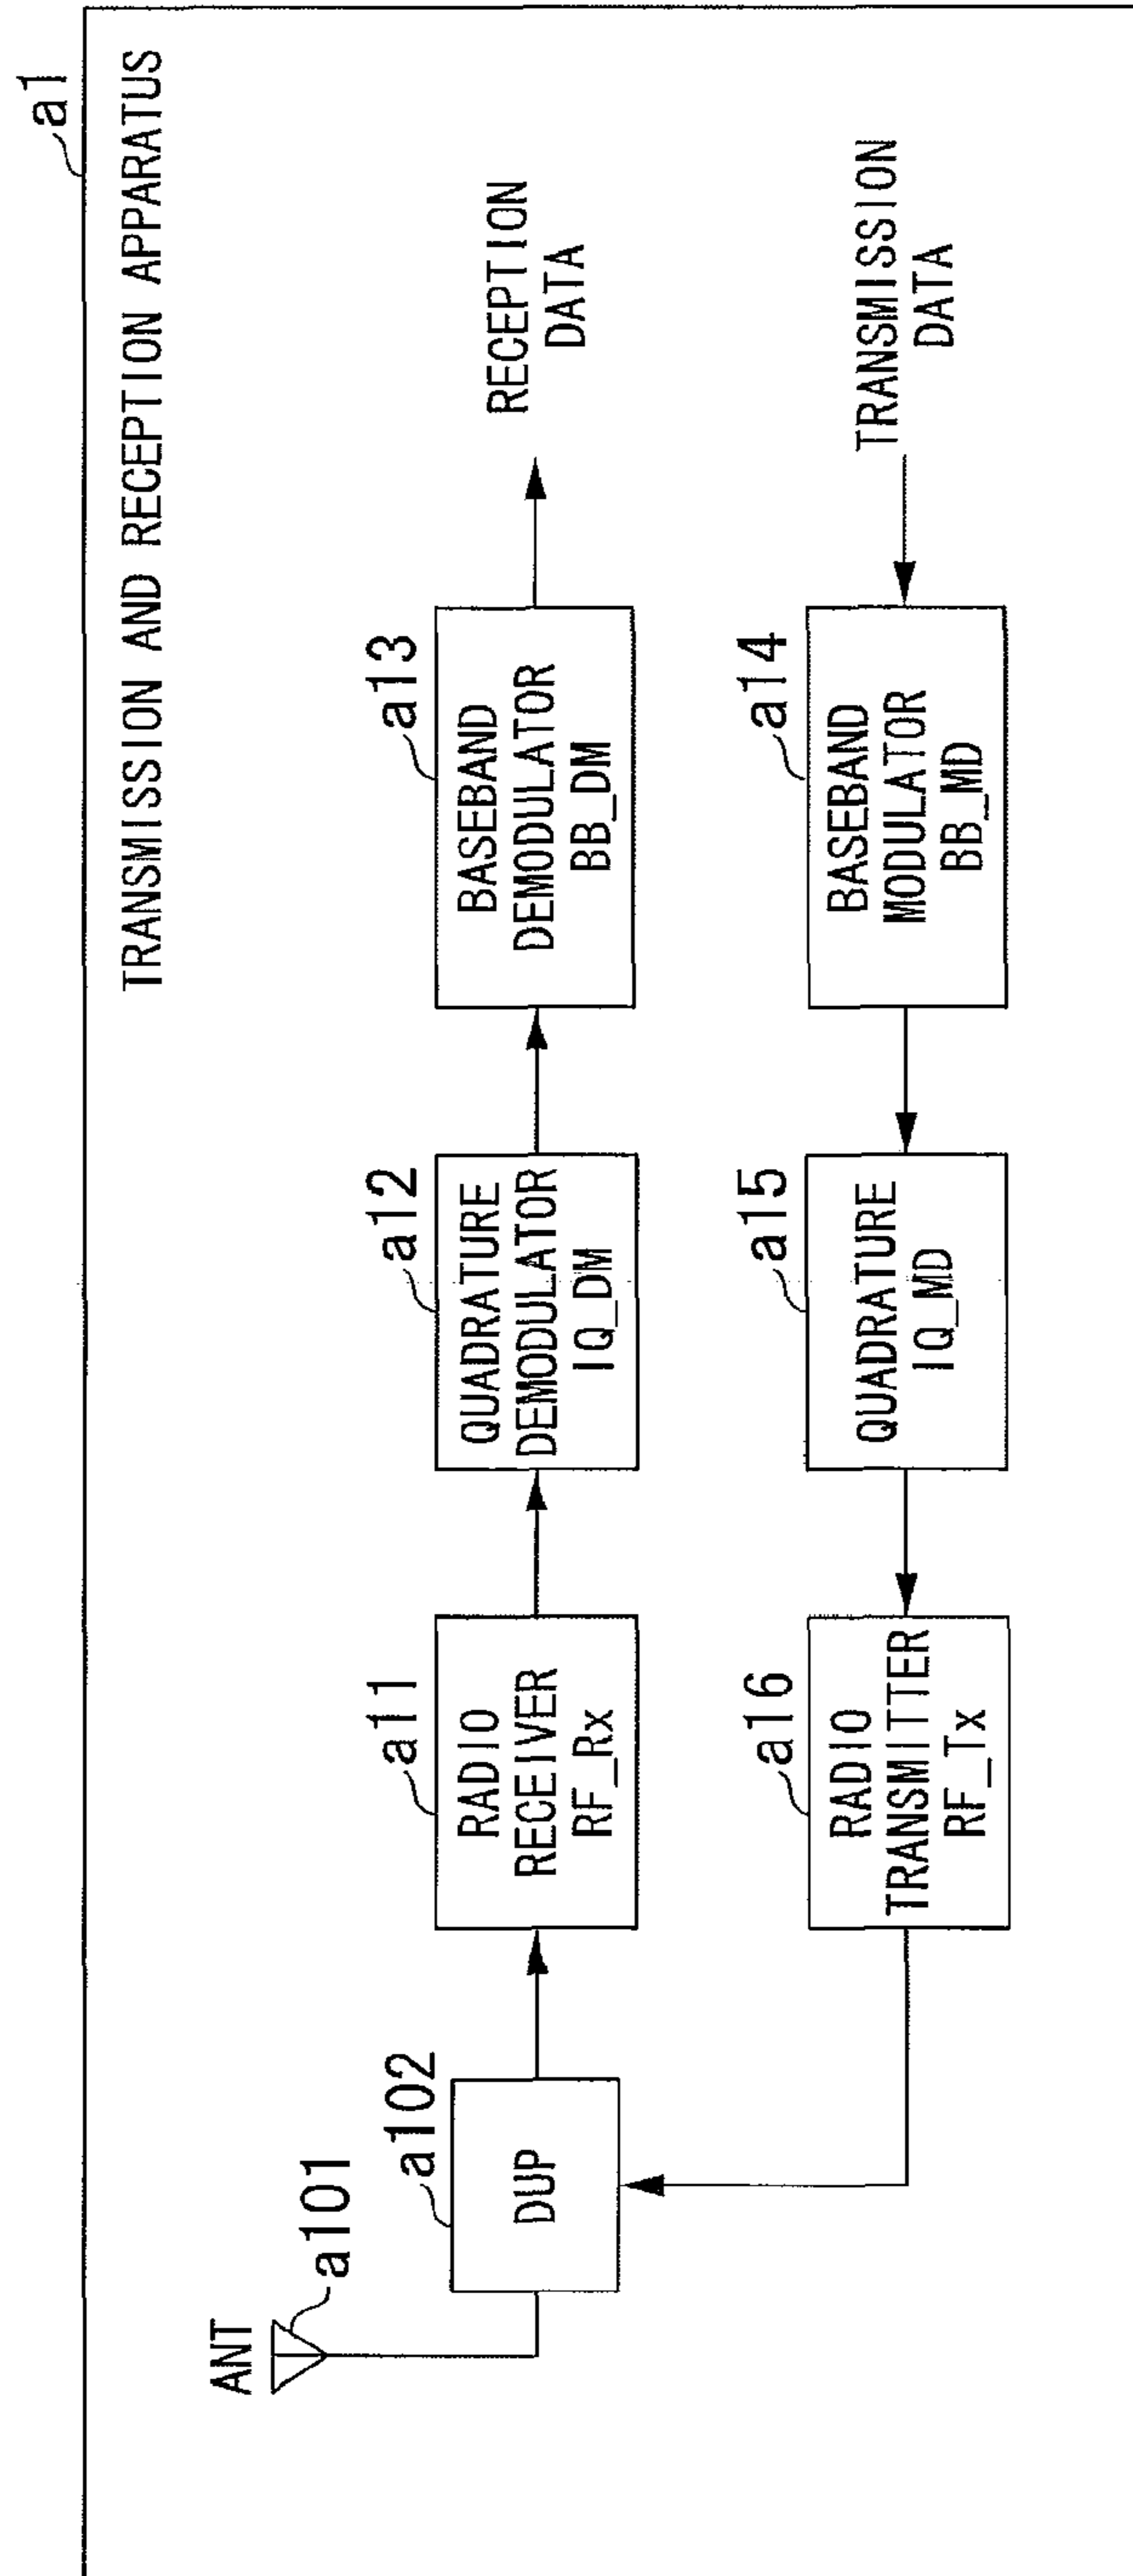 a1
TRANSMISSION AND RECEPTION APPARATUS
ANT
a101
a102
DUP
a11
RADIO
RECEIVER
RF_Rx
a12
QUADRATURE
DEMODULATOR
IQ_DM
a13
BASEBAND
DEMODULATOR
BB_DM
RECEPTION
DATA
a16
RADIO
TRANSMITTER
RF_Tx
a15
QUADRATURE
IQ_MD
a14
BASEBAND
MODULATOR
BB_MD
TRANSMISSION
DATA